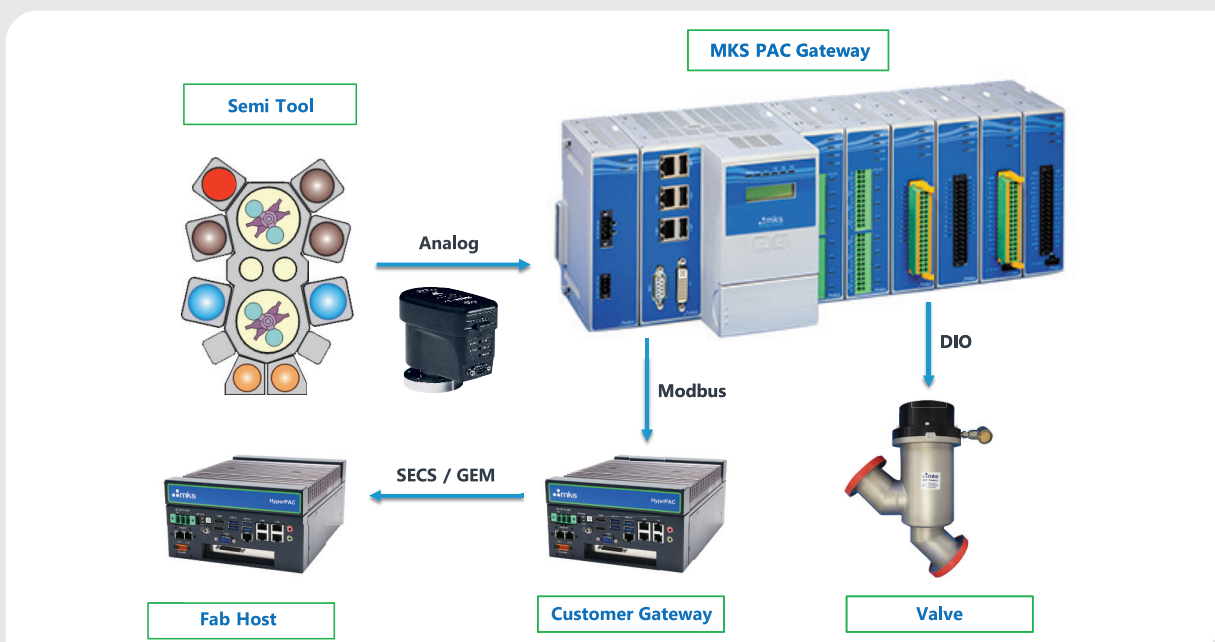 MKS PAC Gateway
Semi Tool
Analog
mks
DIO
Modbus
SECS / GEM
mks
HyperPAC
mks
HyperPAC
mks
Fab Host
Customer Gateway
Valve